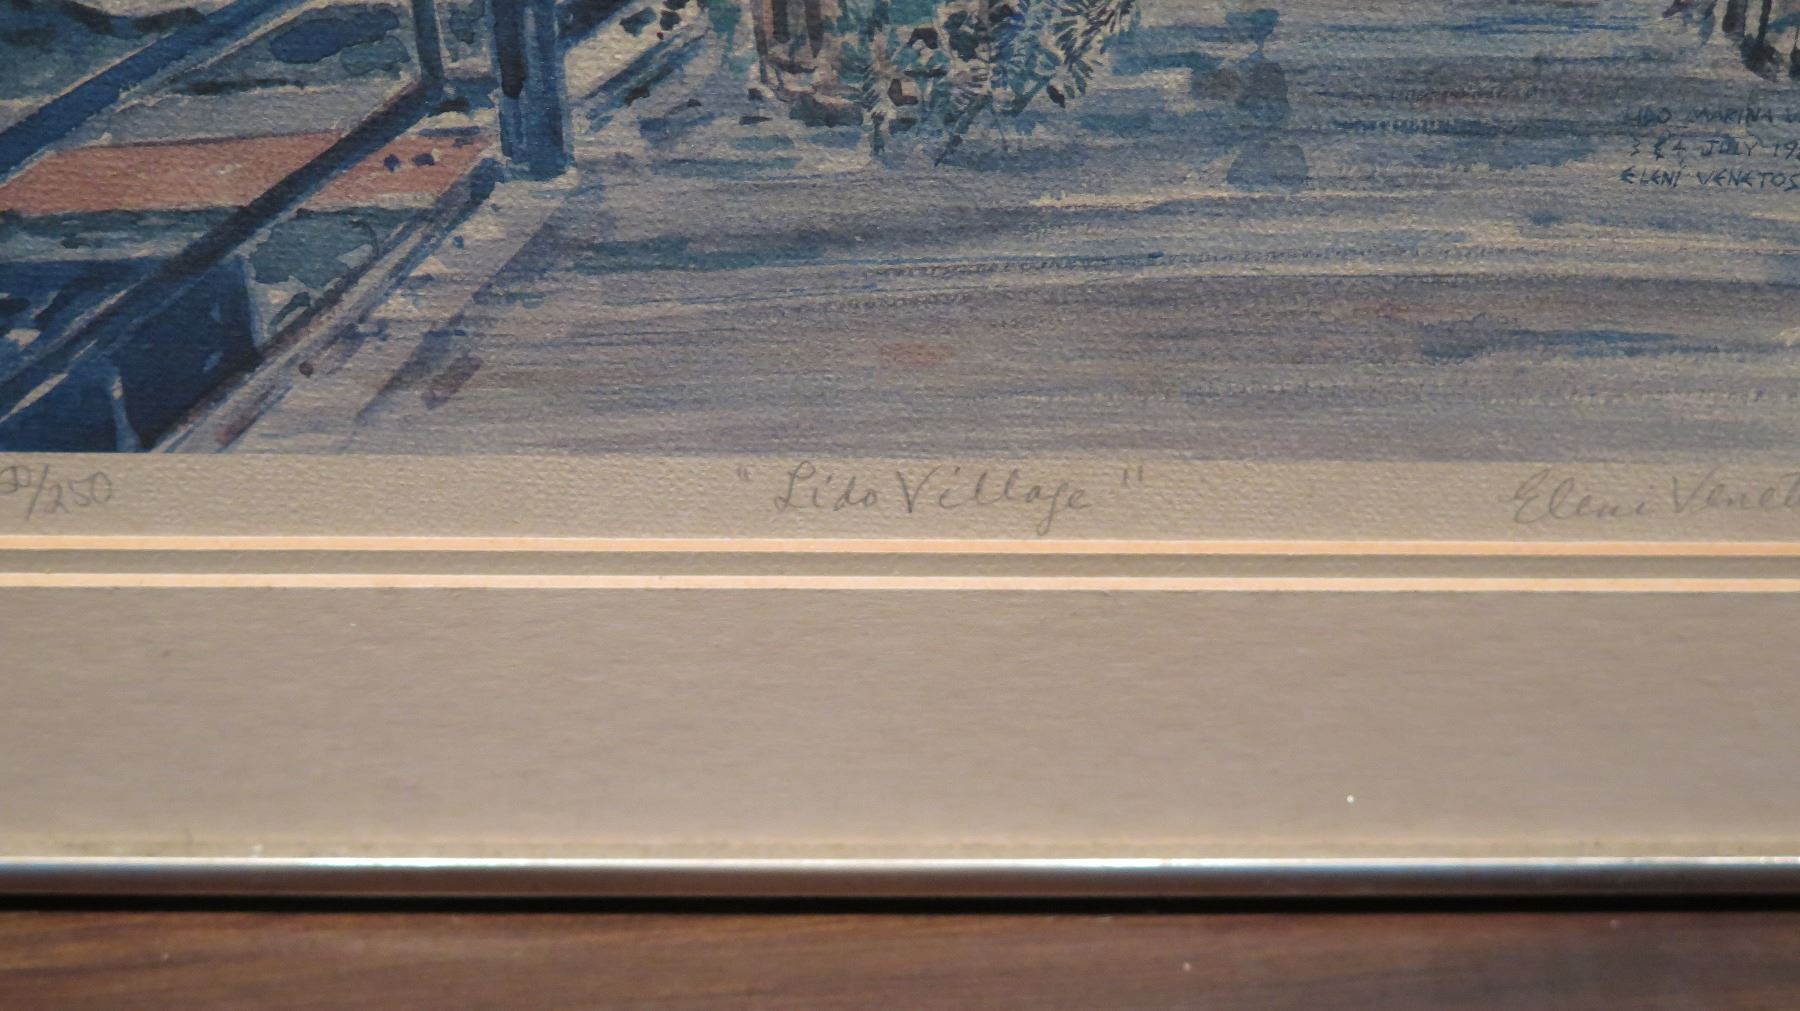 LIDO MARINA
3 & 4 JULY
ELENI VENETOS
/250 "Lido Village" Eleni